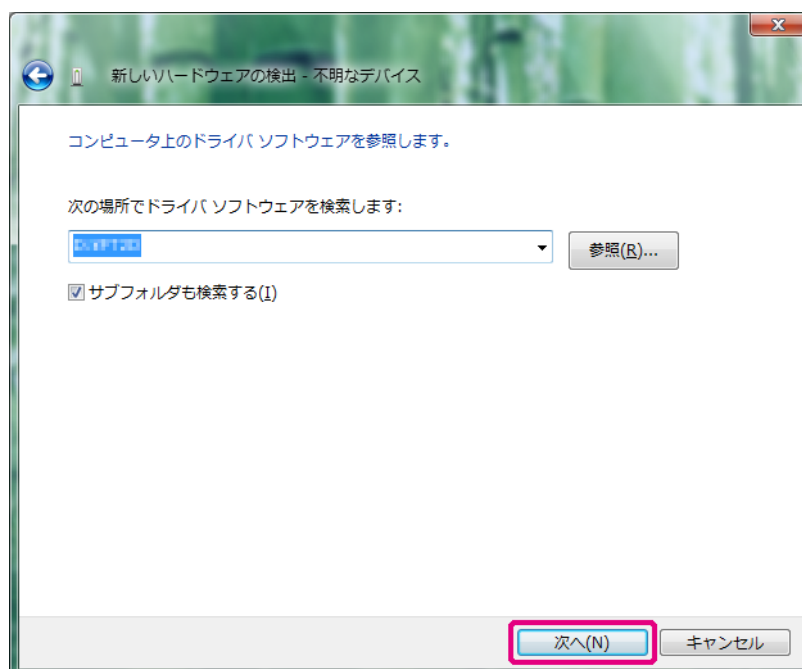 新しいハードウェアの検出 - 不明なデバイス
コンピュータ上のドライバ ソフトウェアを参照します。
次の場所でドライバ ソフトウェアを検索します:
参照(R)...
サブフォルダも検索する(I)
次へ(N)
キャンセル